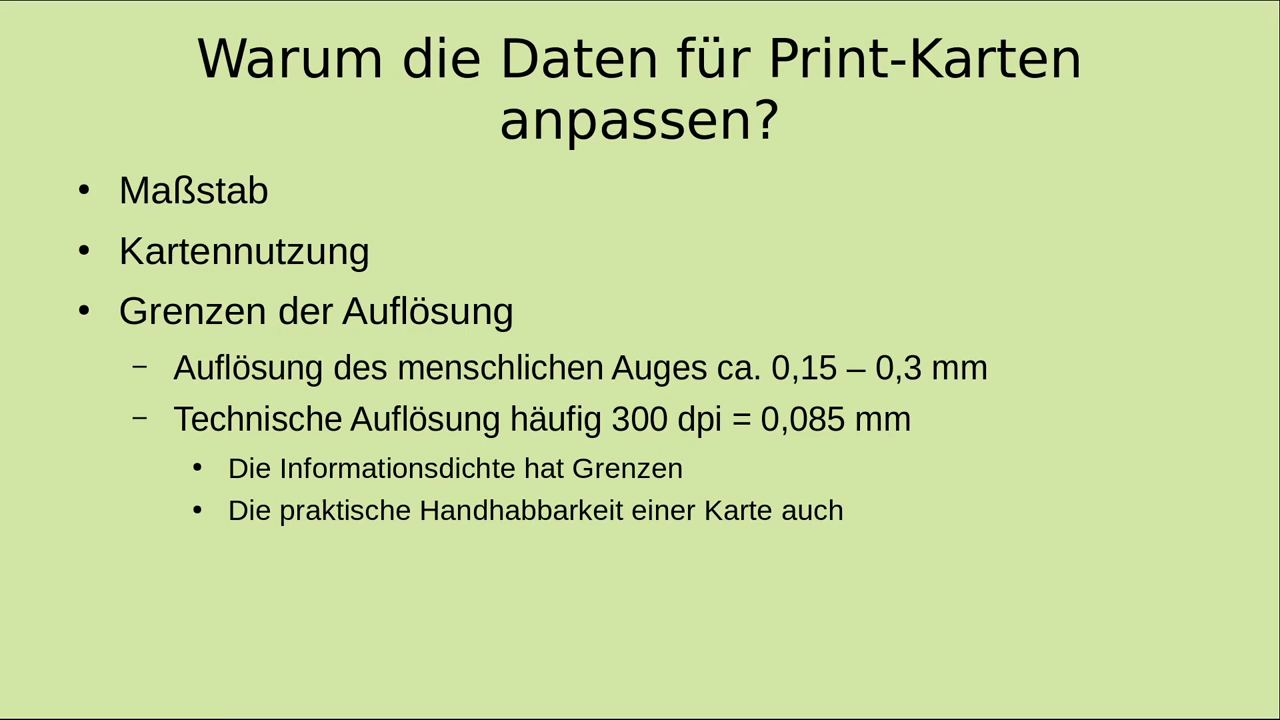 Warum die Daten für Print-Karten
anpassen?
• Maßstab
• Kartennutzung
• Grenzen der Auflösung
– Auflösung des menschlichen Auges ca. 0,15 – 0,3 mm
– Technische Auflösung häufig 300 dpi = 0,085 mm
• Die Informationsdichte hat Grenzen
• Die praktische Handhabbarkeit einer Karte auch